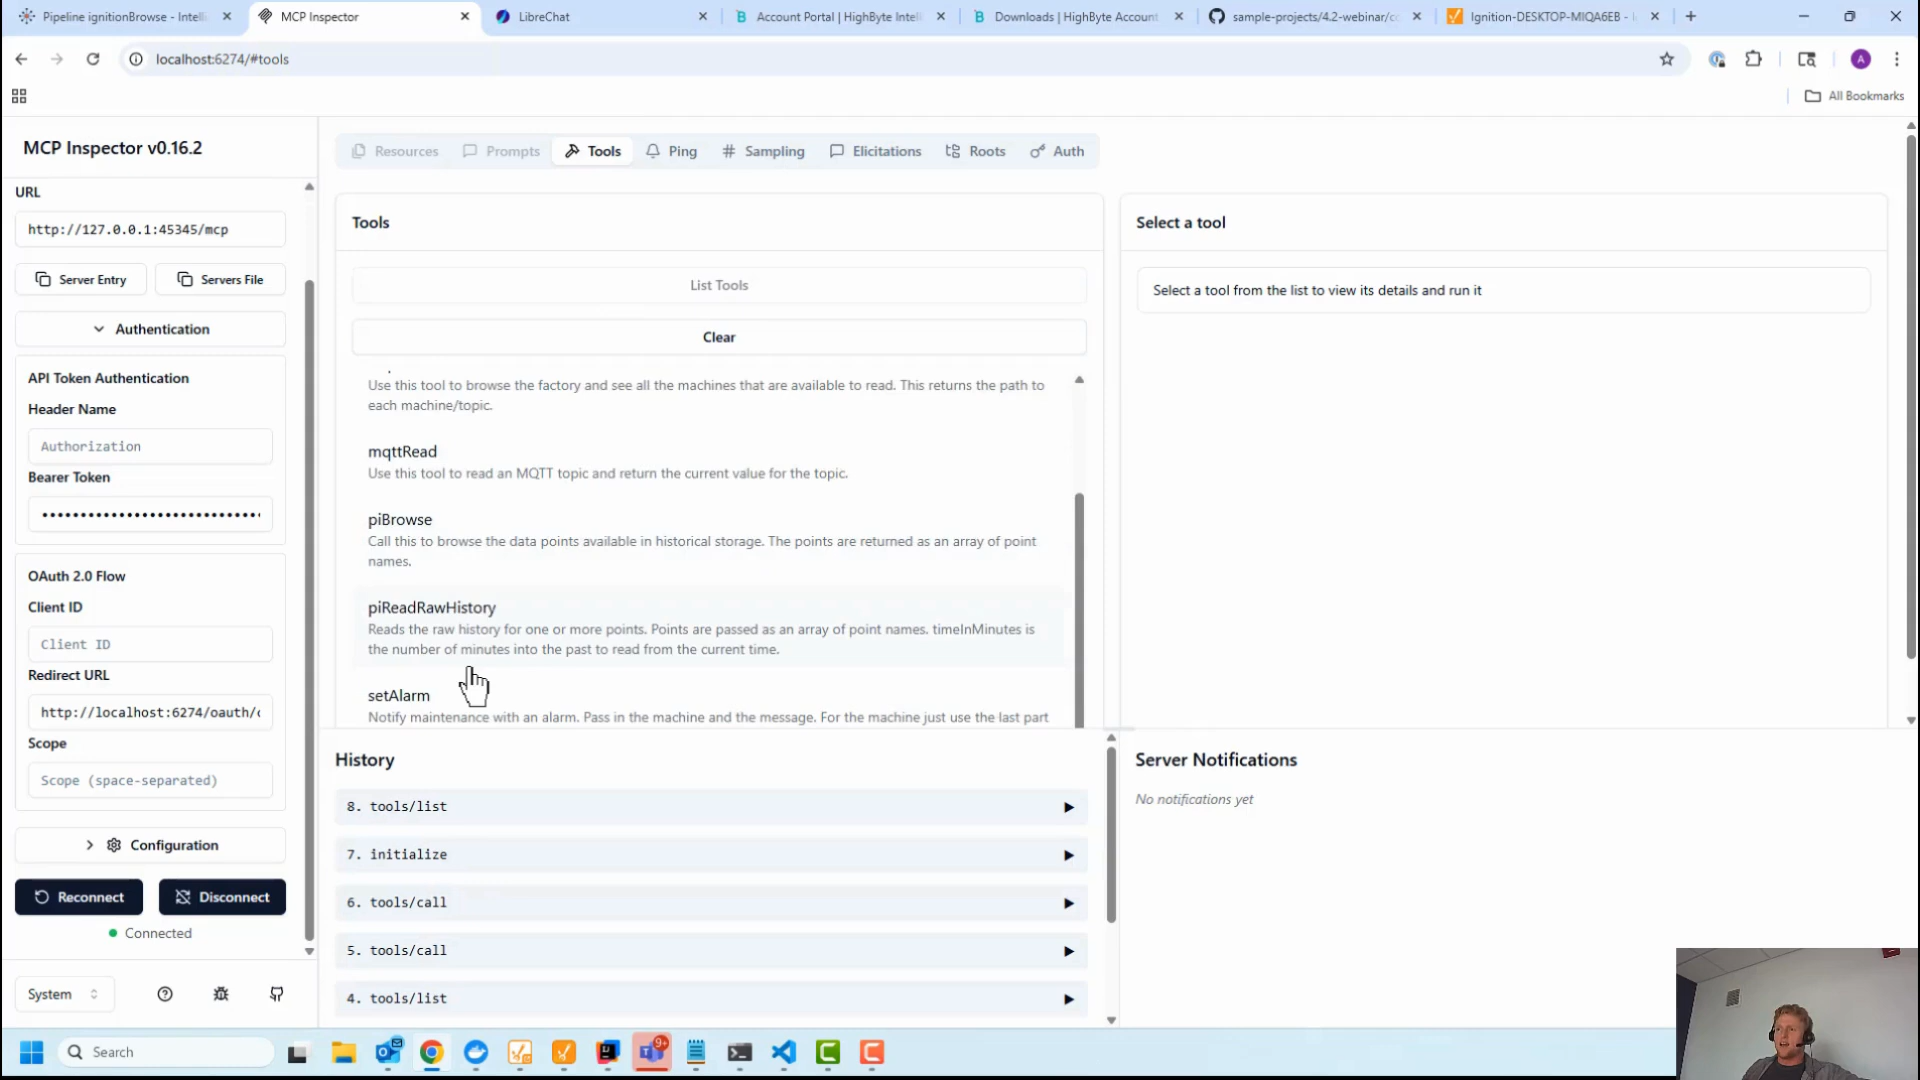 Pipeline ignitionBrowse - Intelli
MCP Inspector
LibreChat
Account Portal | HighByte Intell
Downloads | HighByte Account
sample-projects/4.2-webinar/c
Ignition-DESKTOP-MIQA6EB - I
localhost:6274/#tools
A
All Bookmarks
MCP Inspector v0.16.2
URL
http://127.0.0.1:45345/mcp
Server Entry
Servers File
Authentication
API Token Authentication
Header Name
Authorization
Bearer Token
OAuth 2.0 Flow
Client ID
Client ID
Redirect URL
http://localhost:6274/oauth/c
Scope
Scope (space-separated)
Configuration
Reconnect
Disconnect
Connected
System
Resources
Prompts
Tools
Ping
Sampling
Elicitations
Roots
Auth
Tools
List Tools
Clear
Use this tool to browse the factory and see all the machines that are available to read. This returns the path to
each machine/topic.
mqttRead
Use this tool to read an MQTT topic and return the current value for the topic.
piBrowse
Call this to browse the data points available in historical storage. The points are returned as an array of point
names.
piReadRawHistory
Reads the raw history for one or more points. Points are passed as an array of point names. timeInMinutes is
the number of minutes into the past to read from the current time.
setAlarm
Notify maintenance with an alarm. Pass in the machine and the message. For the machine just use the last part
Select a tool
Select a tool from the list to view its details and run it
History
8. tools/list
7. initialize
6. tools/call
5. tools/call
4. tools/list
Server Notifications
No notifications yet
Search
9+